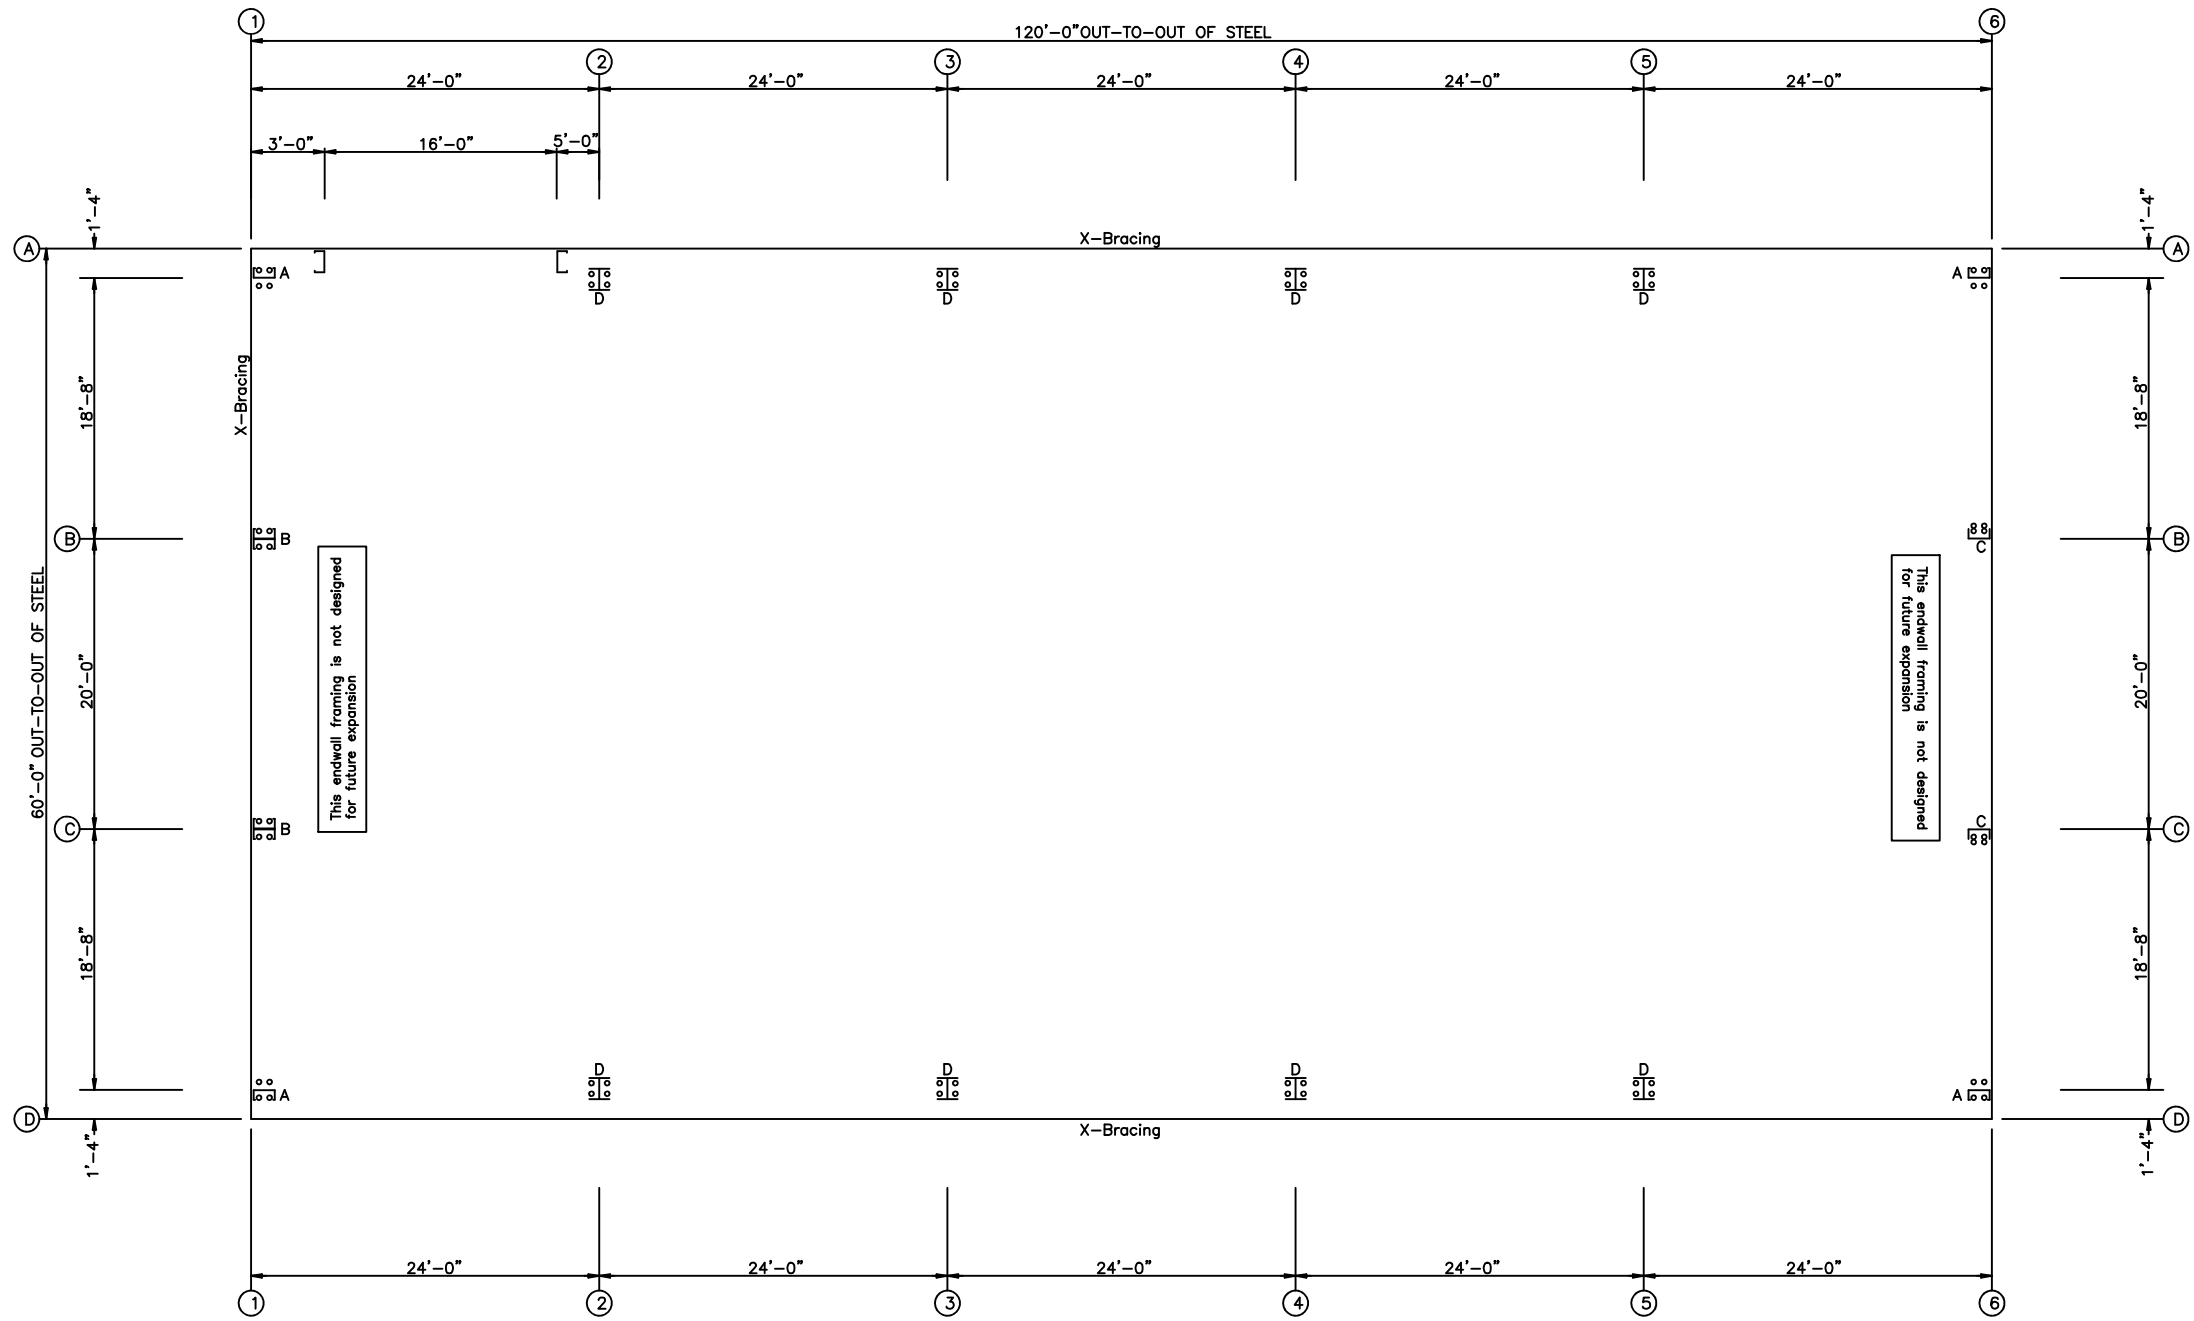 1
6
120'-0"OUT-TO-OUT OF STEEL
2
3
4
5
24'-0"
24'-0"
24'-0"
24'-0"
24'-0"
3'-0"
16'-0"
5'-0"
1'-4"
1'-4"
A
X-Bracing
A
A
A
D
D
D
D
X-Bracing
18'-8"
18'-8"
B
B
C
B
60'-0" OUT-TO-OUT OF STEEL
20'-0"
This endwall framing is not designed
for future expansion
This endwall framing is not designed
for future expansion
20'-0"
C
B
C
C
18'-8"
18'-8"
D
D
D
D
A
A
D
X-Bracing
D
1'-4"
1'-4"
24'-0"
24'-0"
24'-0"
24'-0"
24'-0"
1
2
3
4
5
6